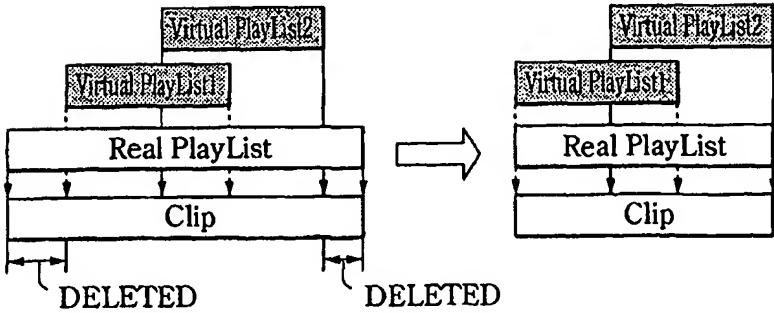 Virtual PlayList2
Virtual PlayList1
Real PlayList
Clip
DELETED
DELETED
Virtual PlayList2
Virtual PlayList1
Real PlayList
Clip